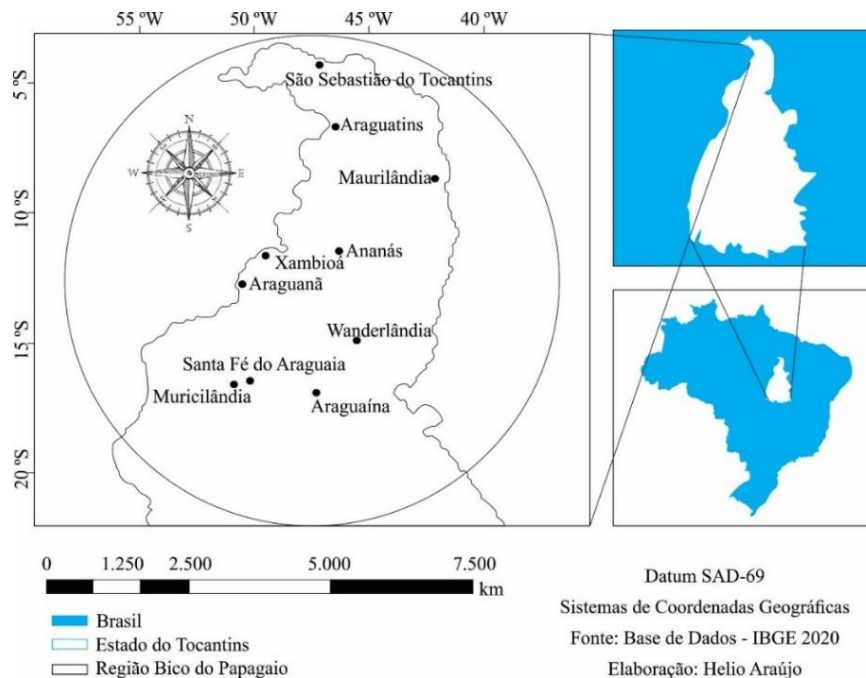 55 ºW 50 ºW 45 ºW 40 ºW
5 ºS
10 ºS
15 ºS
20 ºS
São Sebastião do Tocantins
Araguatins
Maurilândia
Ananás
Xambioá
Araguanã
Wanderlândia
Santa Fé do Araguaia
Muricilândia
Araguaína
N
W E
S
0 1.250 2.500 5.000 7.500
km
Brasil
Estado do Tocantins
Região Bico do Papagaio
Datum SAD-69
Sistemas de Coordenadas Geográficas
Fonte: Base de Dados - IBGE 2020
Elaboração: Helio Araújo